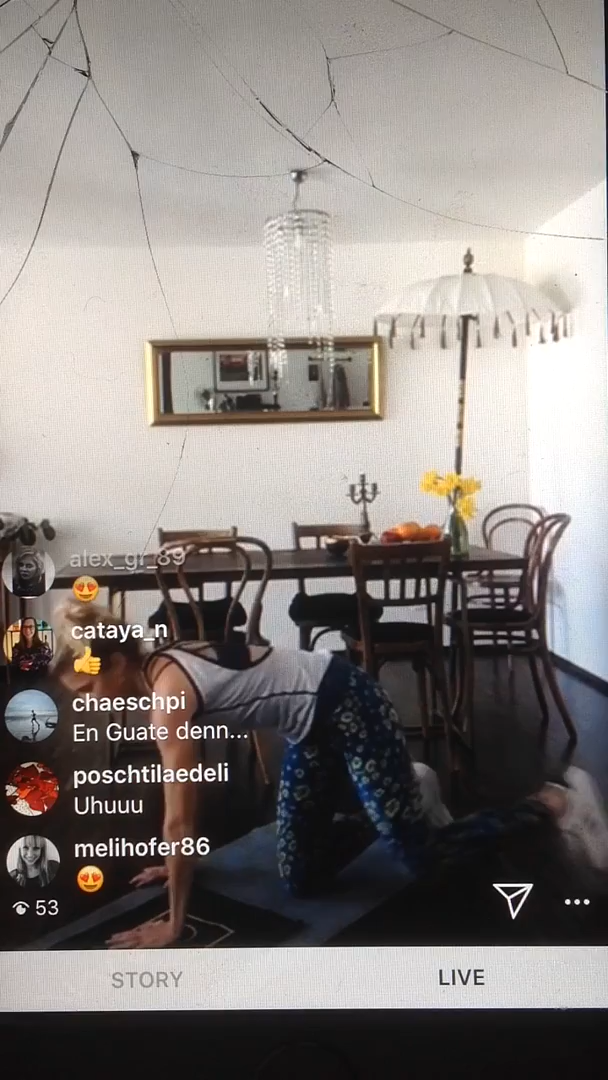 alex_gr_89
😍
cataya_n
👍
chaeschpi
En Guate denn...
poschtilaedeli
Uhuuu
melihofer86
😍
53
STORY
LIVE